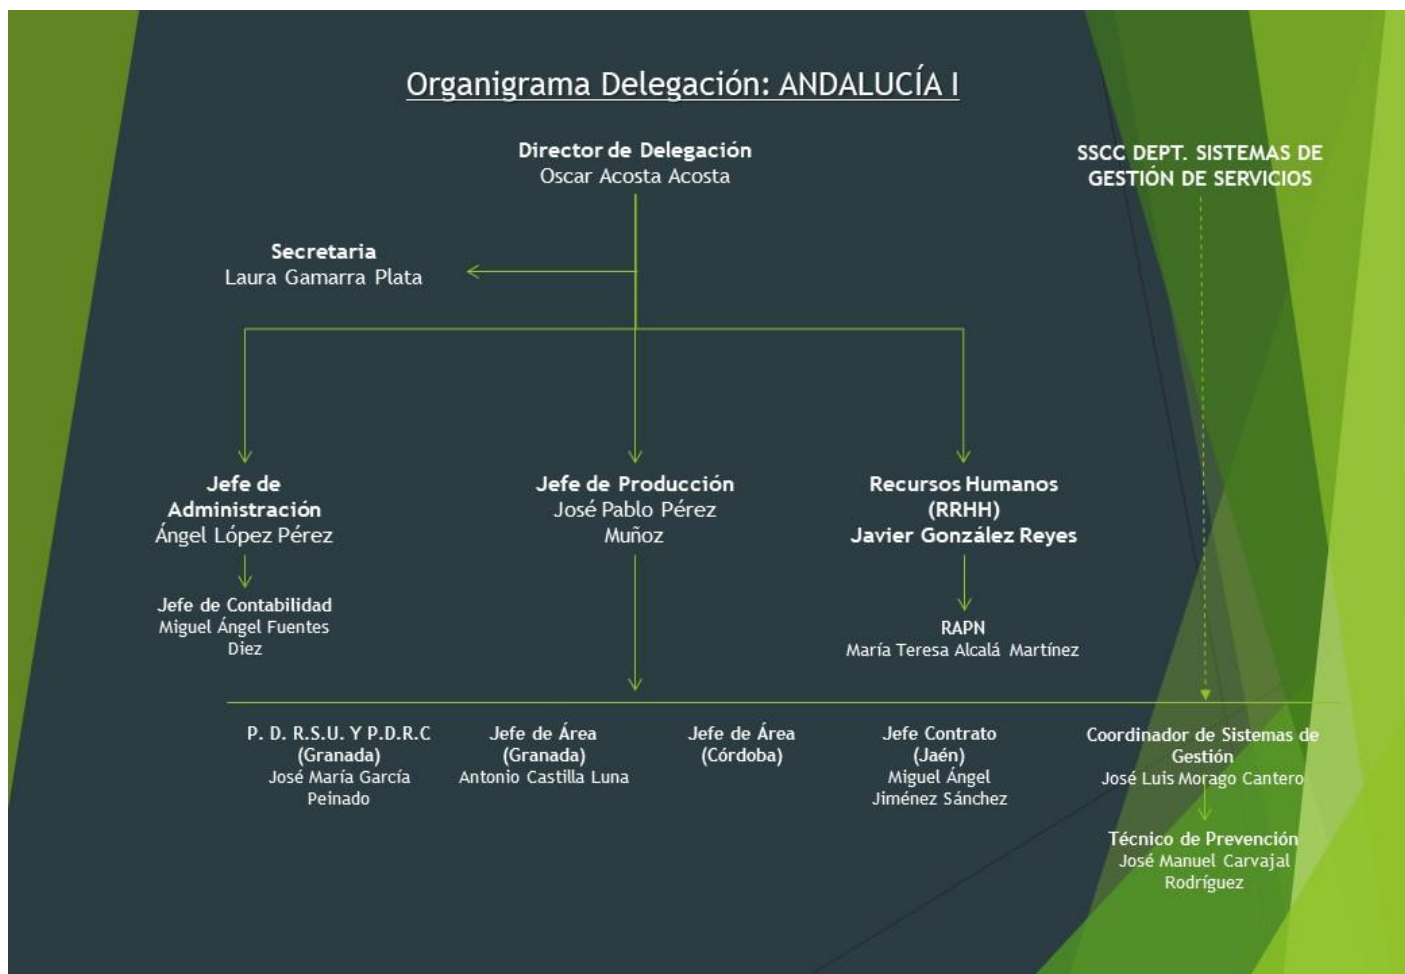 Organigrama Delegación: ANDALUCÍA I
Director de Delegación
Oscar Acosta Acosta
SSCC DEPT. SISTEMAS DE
GESTIÓN DE SERVICIOS
Secretaria
Laura Gamarra Plata
Jefe de
Administración
Ángel López Pérez
Jefe de Producción
José Pablo Pérez
Muñoz
Recursos Humanos
(RRHH)
Javier González Reyes
Jefe de Contabilidad
Miguel Ángel Fuentes
Diez
RAPN
María Teresa Alcalá Martínez
P. D. R.S.U. Y P.D.R.C
(Granada)
José María García
Peinado
Jefe de Área
(Granada)
Antonio Castilla Luna
Jefe de Área
(Córdoba)
Jefe Contrato
(Jaén)
Miguel Ángel
Jiménez Sánchez
Coordinador de Sistemas de
Gestión
José Luis Morago Cantero
Técnico de Prevención
José Manuel Carvajal
Rodríguez